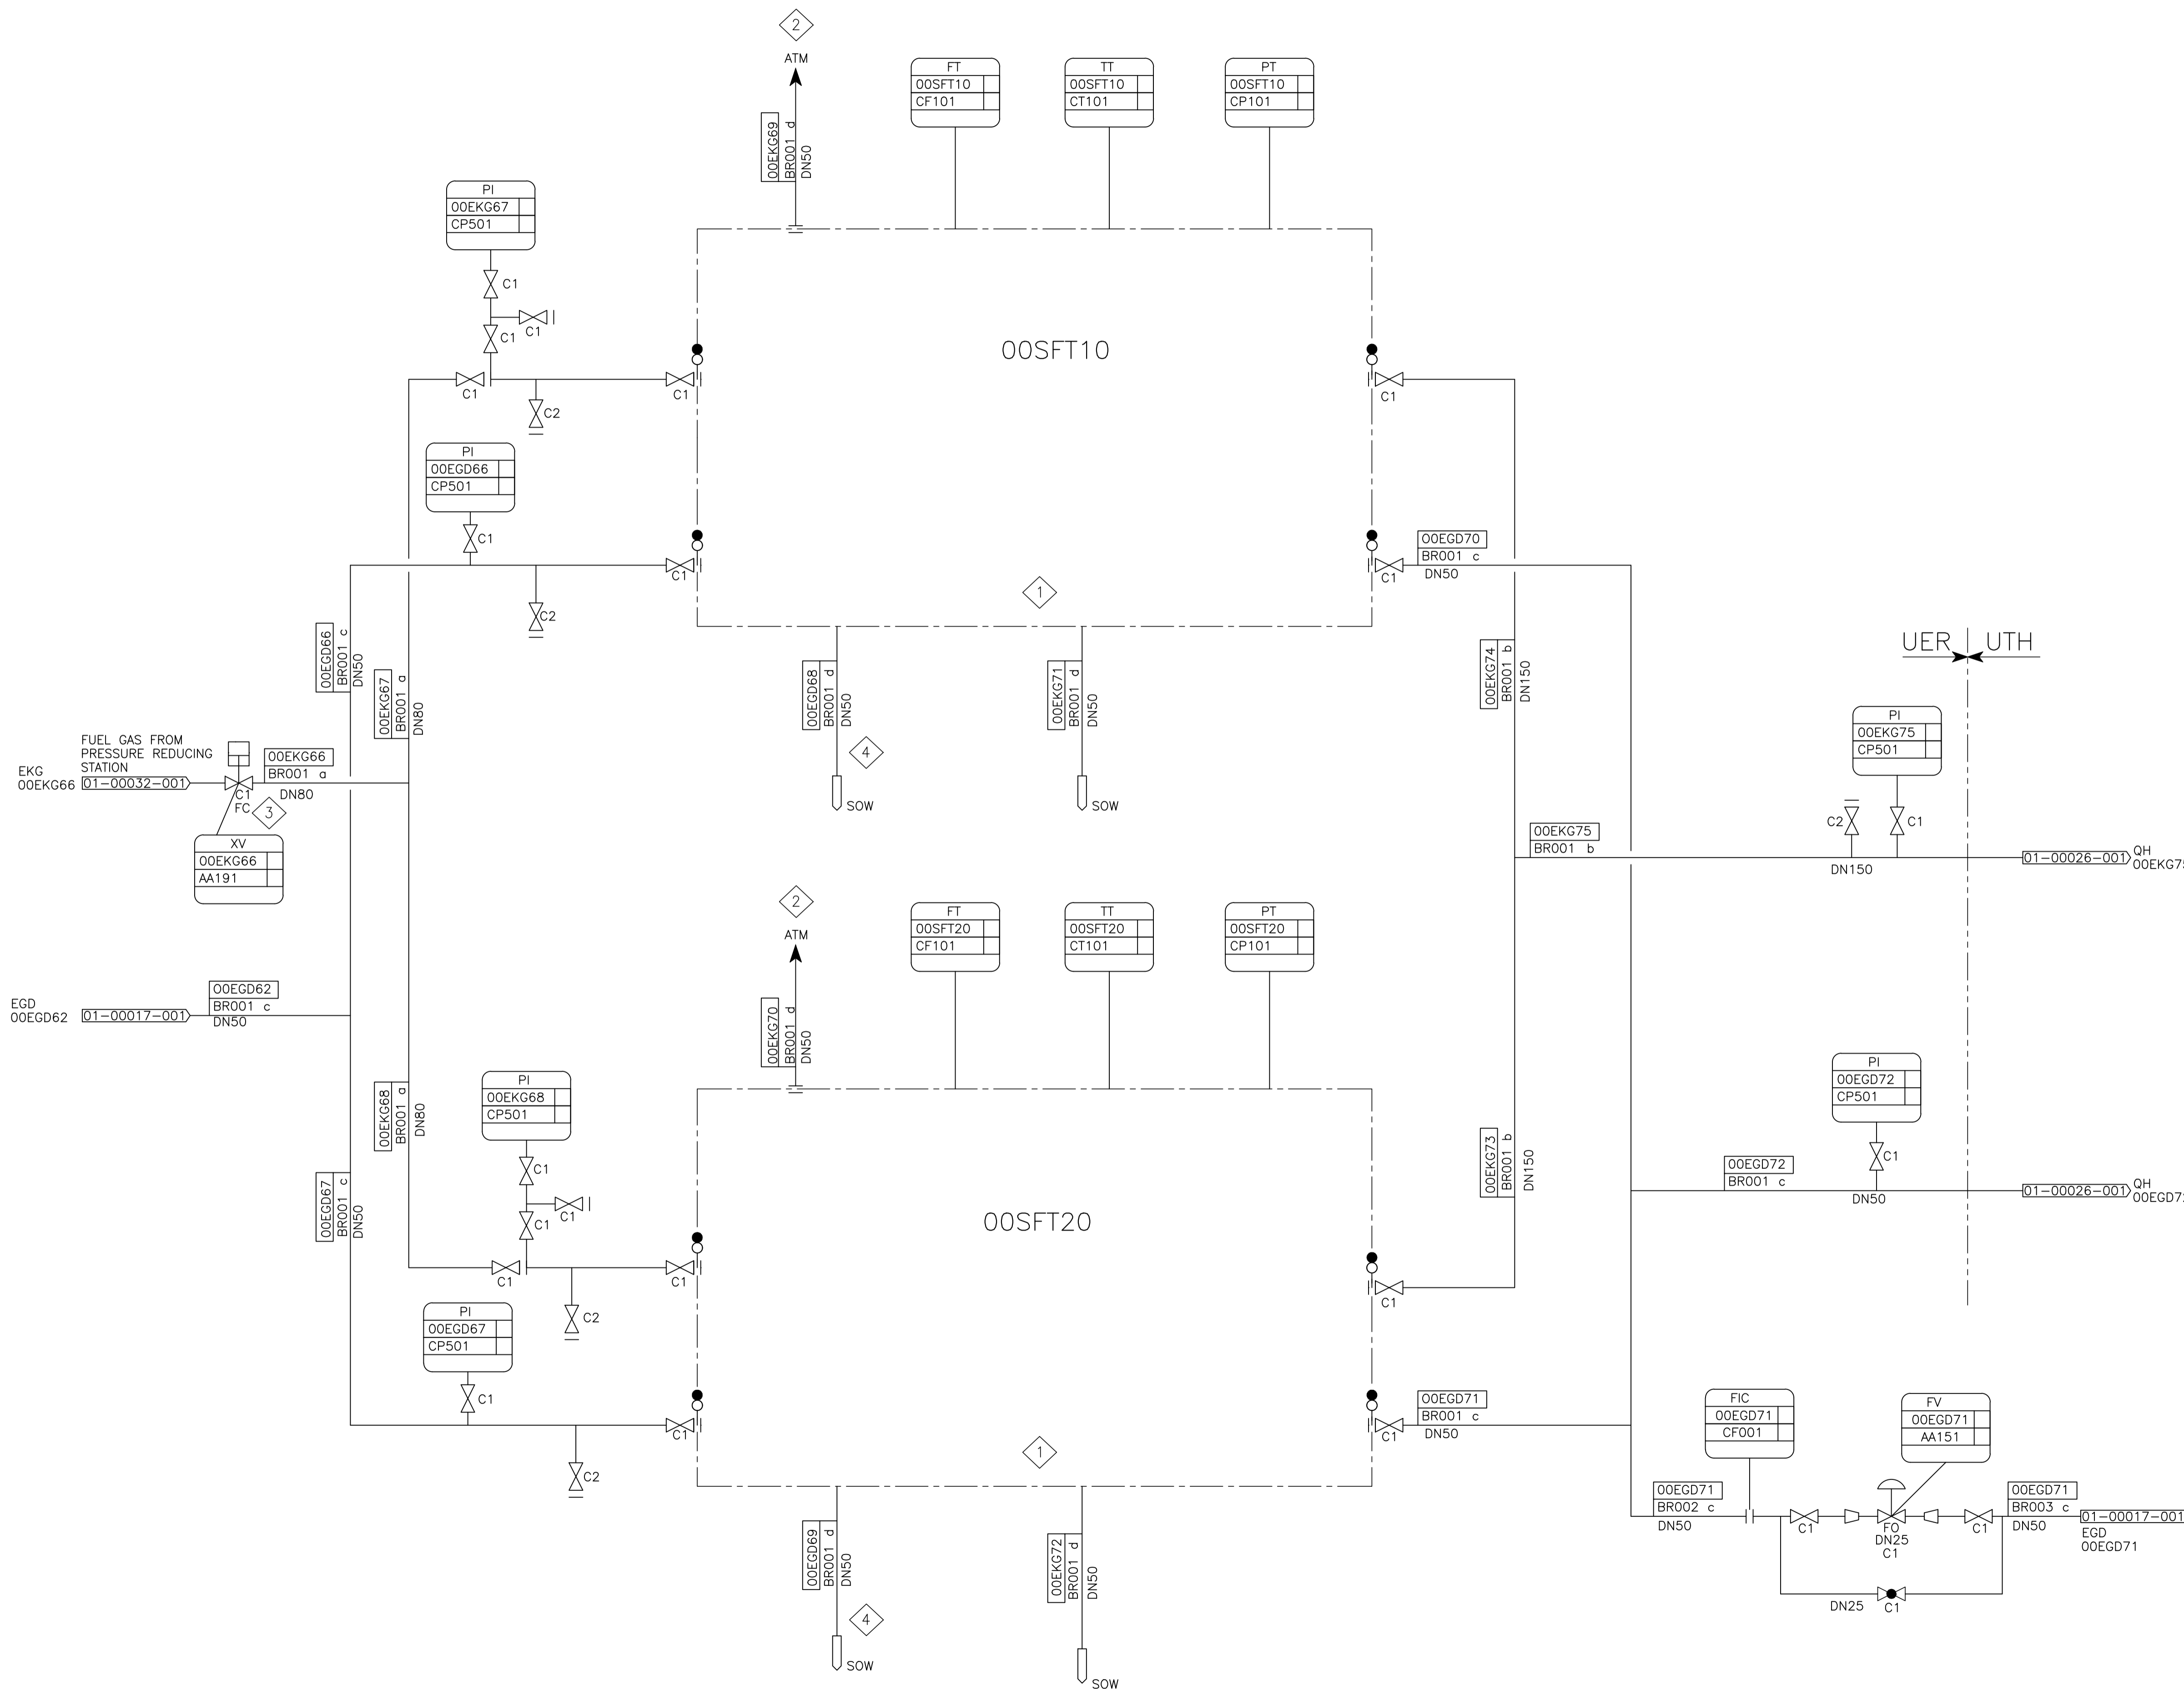 2
ATM
00EKG69
BR001 d
DN50
FT
00SFT10
CF101
TT
00SFT10
CT101
PT
00SFT10
CP101
PI
00EKG67
CP501
C1
C1
C1
C1
C2
C1
00SFT10
C1
PI
00EGD66
CP501
C1
C2
C1
1
C1
00EGD70
BR001 c
DN50
00EGD66
BR001 c
DN50
00EKG67
BR001 a
DN80
00EGD68
BR001 d
DN50
4
SOW
00EKG71
BR001 d
DN50
SOW
00EKG74
BR001 b
DN150
UER
UTH
FUEL GAS FROM
PRESSURE REDUCING
STATION
EKG
00EKG66
01-00032-001
C1
FC
3
00EKG66
BR001 a
DN80
XV
00EKG66
AA191
PI
00EKG75
CP501
C2
C1
00EKG75
BR001 b
DN150
01-00026-001
QH
2
ATM
00EKG70
BR001 d
DN50
FT
00SFT20
CF101
TT
00SFT20
CT101
PT
00SFT20
CP101
EGD
00EGD62
01-00017-001
00EGD62
BR001 c
DN50
00EKG68
BR001 a
DN80
00EGD67
BR001 c
DN50
PI
00EKG68
CP501
C1
C1
C1
C1
C2
C1
00SFT20
C1
00EKG73
BR001 b
DN150
PI
00EGD72
CP501
C1
00EGD72
BR001 c
DN50
01-00026-001
QH
PI
00EGD67
CP501
C1
C2
C1
1
C1
00EGD71
BR001 c
DN50
00EGD69
BR001 d
DN50
4
SOW
00EKG72
BR001 d
DN50
SOW
FIC
00EGD71
CF001
FV
00EGD71
AA151
00EGD71
BR002 c
DN50
C1
FO
DN25
C1
C1
00EGD71
BR003 c
DN50
01-00017-001
EGD
00EGD71
DN25
C1